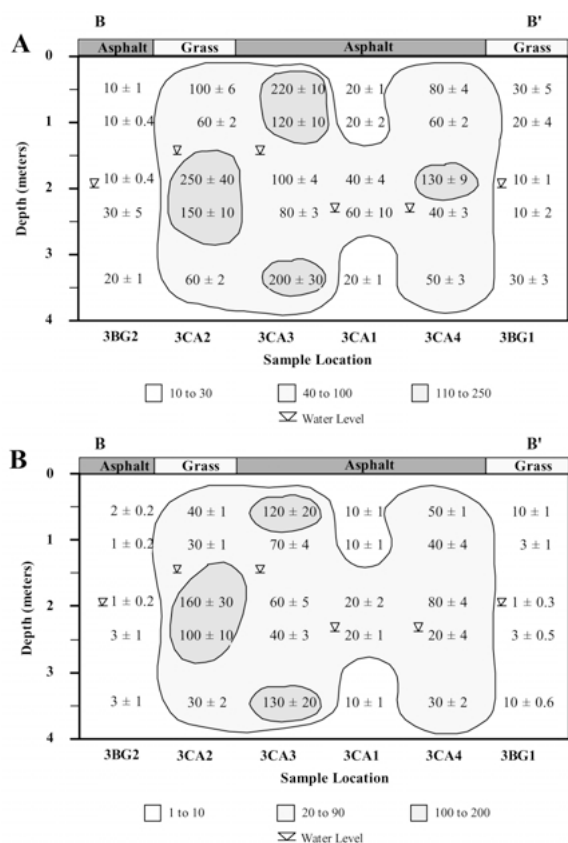 B B'
A
Asphalt Grass Asphalt Grass
0
10 ± 1 100 ± 6 220 ± 10 20 ± 1 80 ± 4 30 ± 5
1
10 ± 0.4 60 ± 2 120 ± 10 20 ± 2 60 ± 2 20 ± 4
2
10 ± 0.4 250 ± 40 100 ± 4 40 ± 4 130 ± 9 10 ± 1
30 ± 5 150 ± 10 80 ± 3 60 ± 10 40 ± 3 10 ± 2
3
20 ± 1 60 ± 2 200 ± 30 20 ± 1 50 ± 3 30 ± 3
4
Depth (meters)
3BG2 3CA2 3CA3 3CA1 3CA4 3BG1
Sample Location
10 to 30 40 to 100 110 to 250
Water Level
B B'
B
Asphalt Grass Asphalt Grass
0
2 ± 0.2 40 ± 1 120 ± 20 10 ± 1 50 ± 1 10 ± 1
1
1 ± 0.2 30 ± 1 70 ± 4 10 ± 1 40 ± 4 3 ± 1
2
1 ± 0.2 160 ± 30 60 ± 5 20 ± 2 80 ± 4 1 ± 0.3
3 ± 1 100 ± 10 40 ± 3 20 ± 1 20 ± 4 3 ± 0.5
3
3 ± 1 30 ± 2 130 ± 20 10 ± 1 30 ± 2 10 ± 0.6
4
Depth (meters)
3BG2 3CA2 3CA3 3CA1 3CA4 3BG1
Sample Location
1 to 10 20 to 90 100 to 200
Water Level